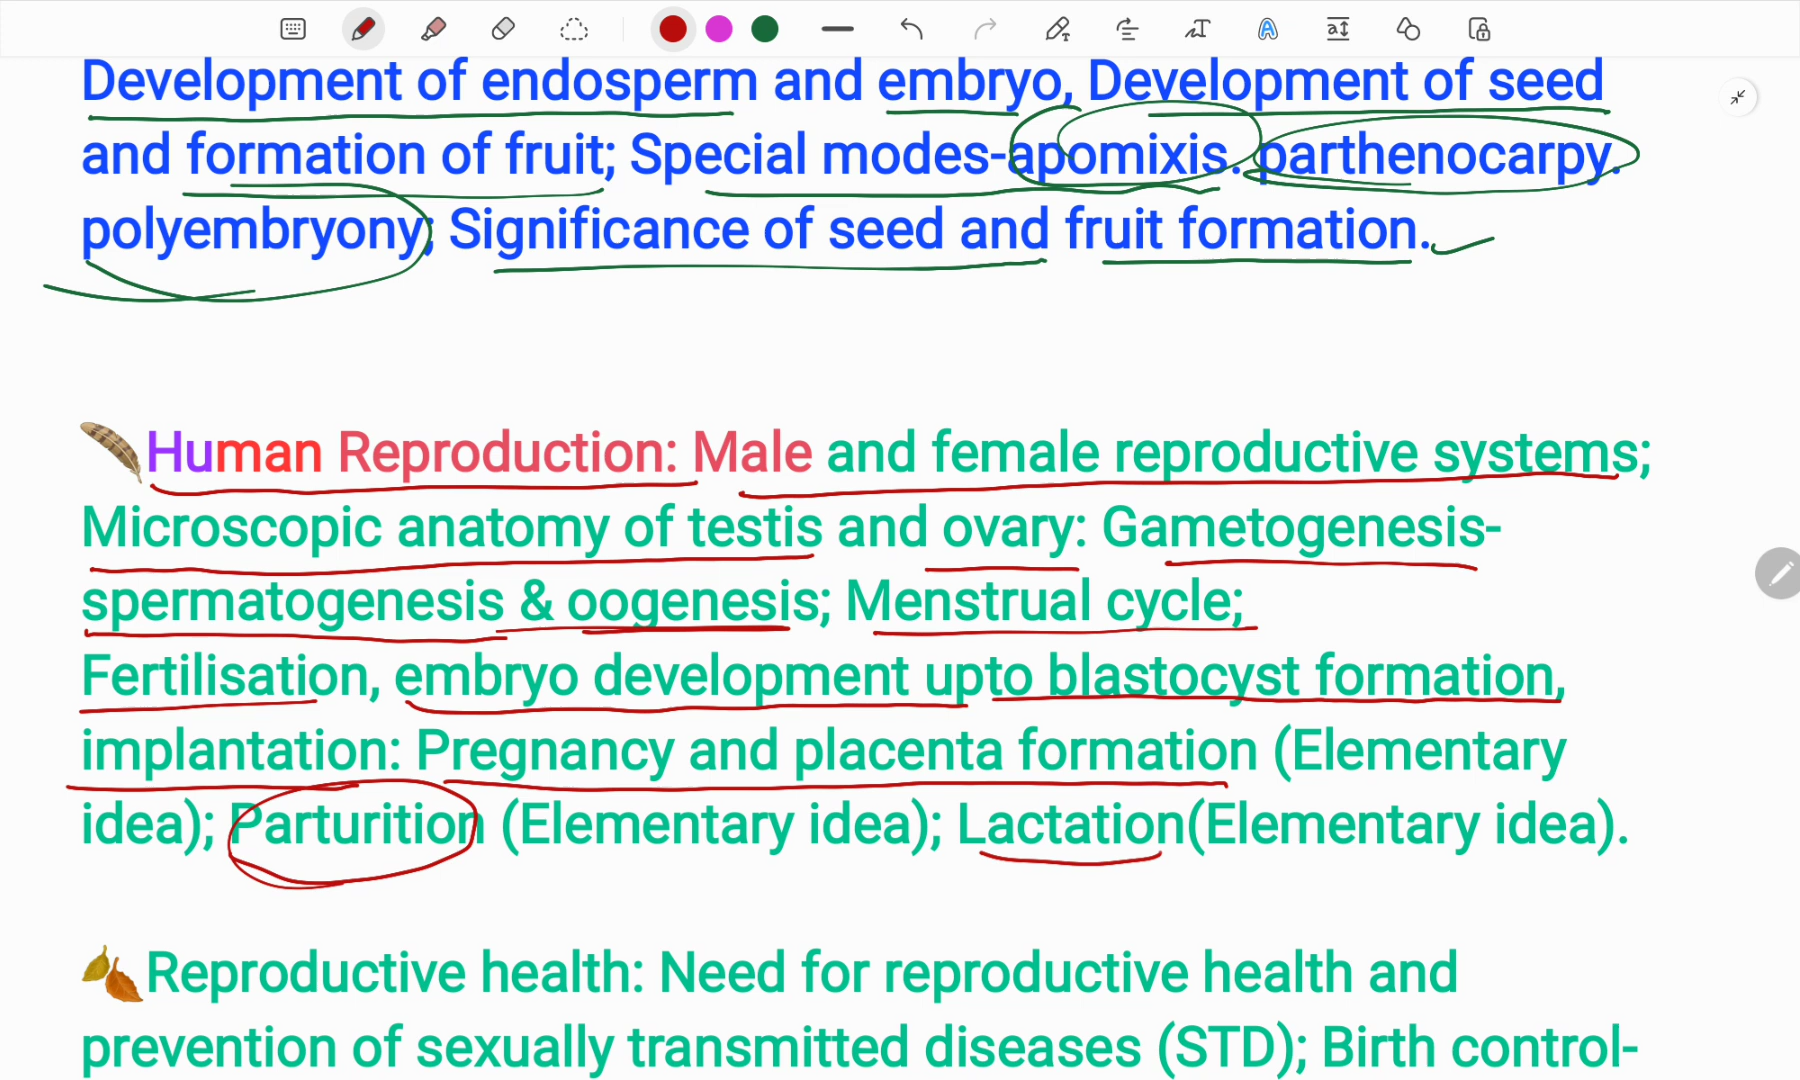 Development of endosperm and embryo, Development of seed
and formation of fruit; Special modes-apomixis. parthenocarpy.
polyembryony; Significance of seed and fruit formation.
Human Reproduction: Male and female reproductive systems;
Microscopic anatomy of testis and ovary: Gametogenesis-
spermatogenesis & oogenesis; Menstrual cycle;
Fertilisation, embryo development upto blastocyst formation,
implantation: Pregnancy and placenta formation (Elementary
idea); Parturition (Elementary idea); Lactation(Elementary idea).
Reproductive health: Need for reproductive health and
prevention of sexually transmitted diseases (STD); Birth control-